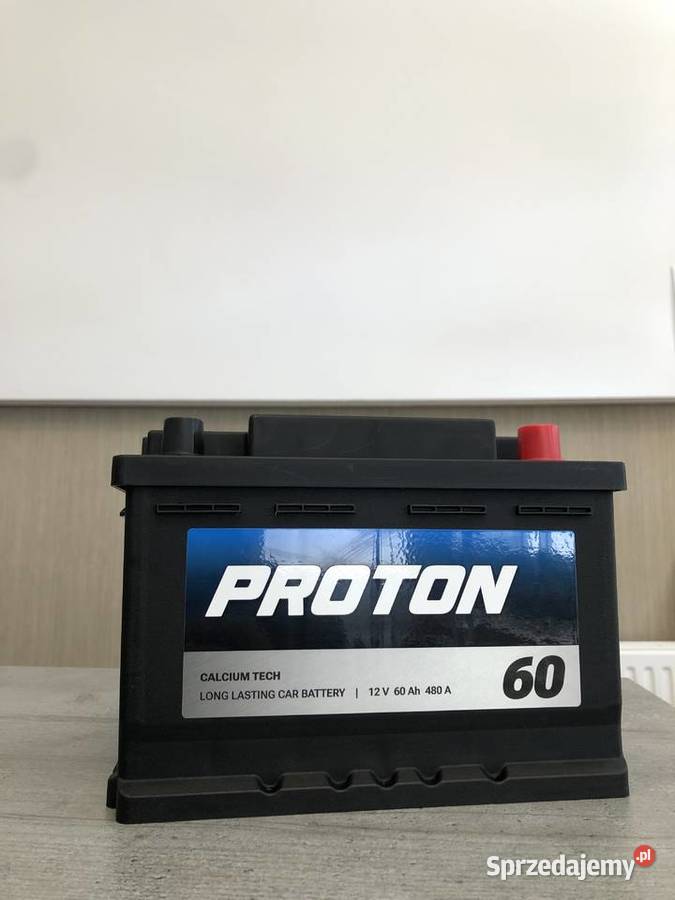 PROTON
CALCIUM TECH
LONG LASTING CAR BATTERY | 12 V 60 Ah 480 A
60
Sprzedajemy.pl